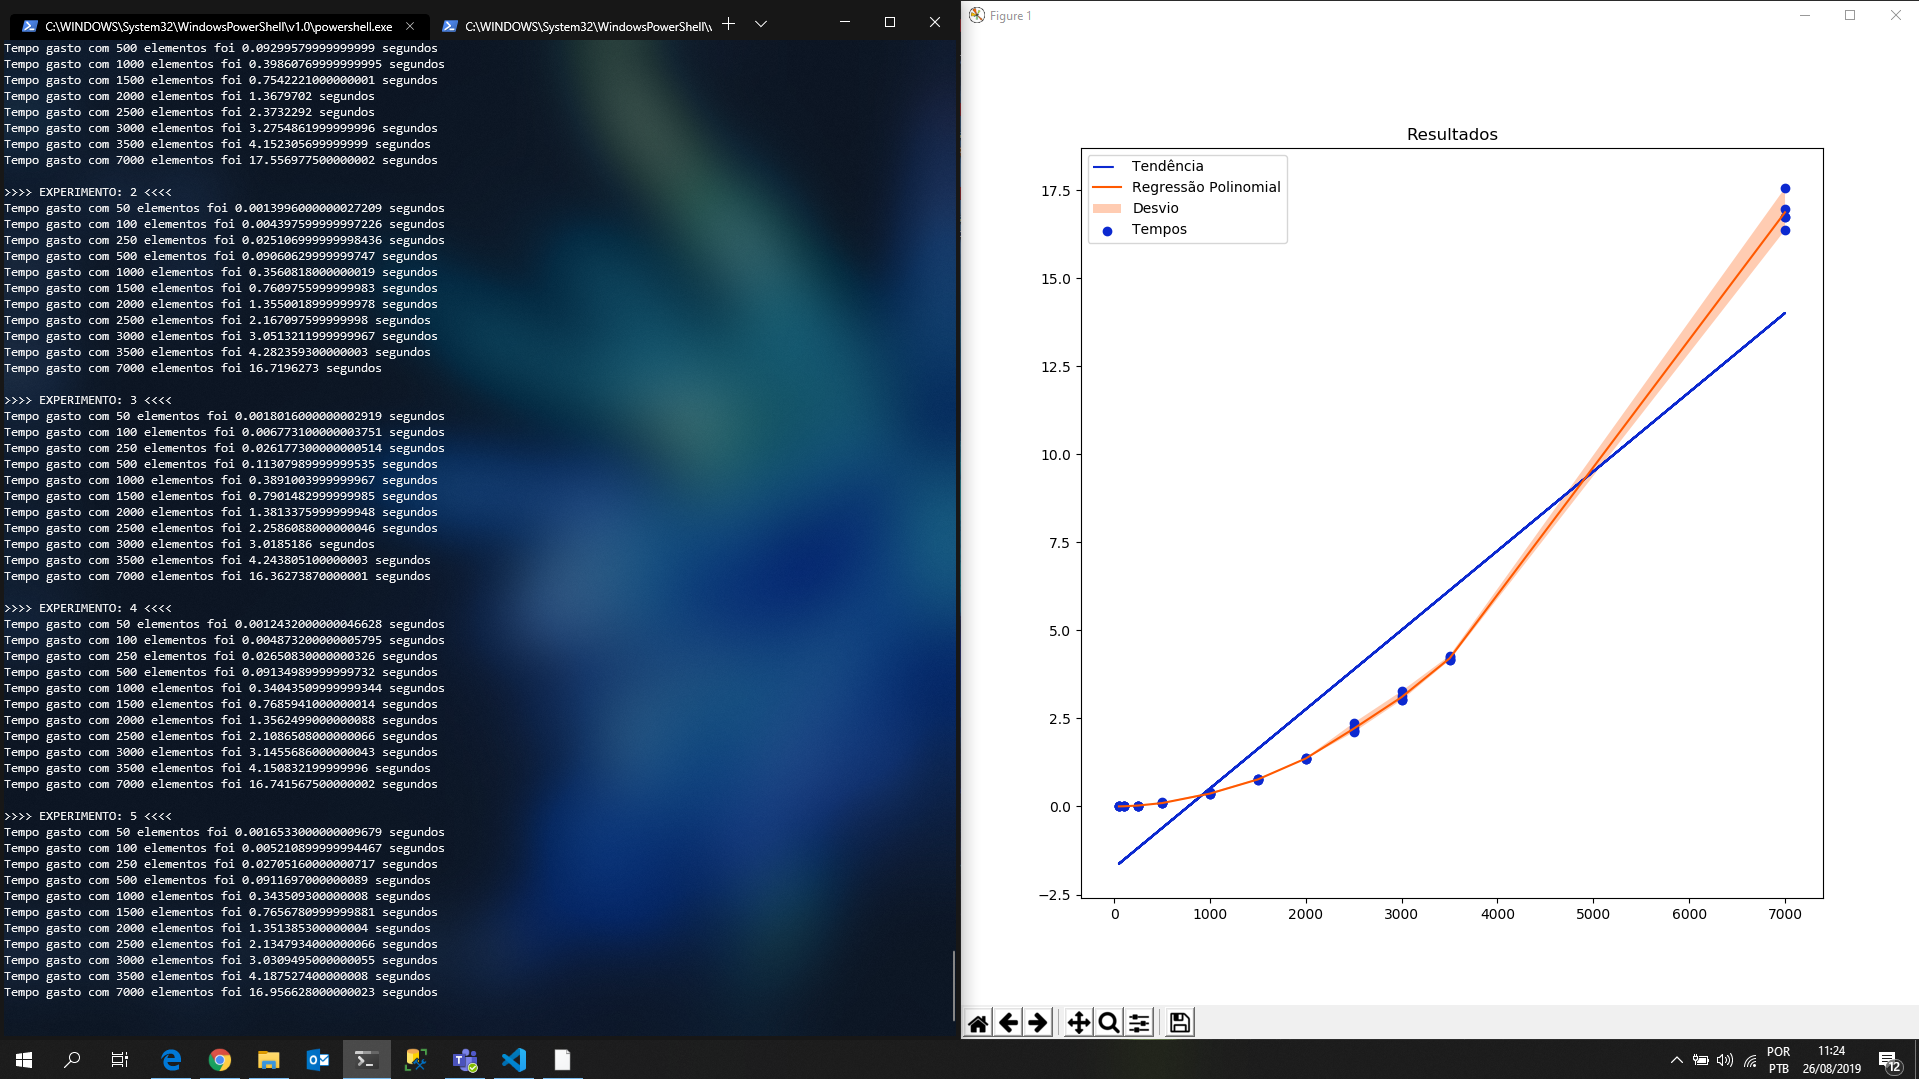 C:\WINDOWS\System32\WindowsPowerShell\v1.0\powershell.exe
C:\WINDOWS\System32\WindowsPowerShell\v
Tempo gasto com 500 elementos foi 0.09299579999999999 segundos
Tempo gasto com 1000 elementos foi 0.39860769999999995 segundos
Tempo gasto com 1500 elementos foi 0.7542221000000001 segundos
Tempo gasto com 2000 elementos foi 1.3679702 segundos
Tempo gasto com 2500 elementos foi 2.3732292 segundos
Tempo gasto com 3000 elementos foi 3.2754861999999996 segundos
Tempo gasto com 3500 elementos foi 4.152305699999999 segundos
Tempo gasto com 7000 elementos foi 17.556977500000002 segundos
>>>> EXPERIMENTO: 2 <<<<
Tempo gasto com 50 elementos foi 0.0013996000000027209 segundos
Tempo gasto com 100 elementos foi 0.004397599999997226 segundos
Tempo gasto com 250 elementos foi 0.025106999999998436 segundos
Tempo gasto com 500 elementos foi 0.09060629999999747 segundos
Tempo gasto com 1000 elementos foi 0.3560818000000019 segundos
Tempo gasto com 1500 elementos foi 0.7609755999999983 segundos
Tempo gasto com 2000 elementos foi 1.3550018999999978 segundos
Tempo gasto com 2500 elementos foi 2.167097599999998 segundos
Tempo gasto com 3000 elementos foi 3.0513211999999967 segundos
Tempo gasto com 3500 elementos foi 4.282359300000003 segundos
Tempo gasto com 7000 elementos foi 16.7196273 segundos
>>>> EXPERIMENTO: 3 <<<<
Tempo gasto com 50 elementos foi 0.0018016000000002919 segundos
Tempo gasto com 100 elementos foi 0.006773100000003751 segundos
Tempo gasto com 250 elementos foi 0.026177300000000514 segundos
Tempo gasto com 500 elementos foi 0.11307989999999535 segundos
Tempo gasto com 1000 elementos foi 0.3891003999999967 segundos
Tempo gasto com 1500 elementos foi 0.7901482999999985 segundos
Tempo gasto com 2000 elementos foi 1.3813375999999948 segundos
Tempo gasto com 2500 elementos foi 2.2586088000000046 segundos
Tempo gasto com 3000 elementos foi 3.0185186 segundos
Tempo gasto com 3500 elementos foi 4.243805100000003 segundos
Tempo gasto com 7000 elementos foi 16.36273870000001 segundos
>>>> EXPERIMENTO: 4 <<<<
Tempo gasto com 50 elementos foi 0.0012432000000046628 segundos
Tempo gasto com 100 elementos foi 0.004873200000005795 segundos
Tempo gasto com 250 elementos foi 0.02650830000000326 segundos
Tempo gasto com 500 elementos foi 0.09134989999999732 segundos
Tempo gasto com 1000 elementos foi 0.34043509999999344 segundos
Tempo gasto com 1500 elementos foi 0.7685941000000014 segundos
Tempo gasto com 2000 elementos foi 1.3562499000000088 segundos
Tempo gasto com 2500 elementos foi 2.1086508000000066 segundos
Tempo gasto com 3000 elementos foi 3.1455686000000043 segundos
Tempo gasto com 3500 elementos foi 4.150832199999996 segundos
Tempo gasto com 7000 elementos foi 16.741567500000002 segundos
>>>> EXPERIMENTO: 5 <<<<
Tempo gasto com 50 elementos foi 0.0016533000000009679 segundos
Tempo gasto com 100 elementos foi 0.005210899999994467 segundos
Tempo gasto com 250 elementos foi 0.02705160000000717 segundos
Tempo gasto com 500 elementos foi 0.0911697000000089 segundos
Tempo gasto com 1000 elementos foi 0.343509300000008 segundos
Tempo gasto com 1500 elementos foi 0.7656780999999881 segundos
Tempo gasto com 2000 elementos foi 1.351385300000004 segundos
Tempo gasto com 2500 elementos foi 2.1347934000000066 segundos
Tempo gasto com 3000 elementos foi 3.0309495000000055 segundos
Tempo gasto com 3500 elementos foi 4.187527400000008 segundos
Tempo gasto com 7000 elementos foi 16.956628000000023 segundos
Figure 1
Resultados
Tendência
Regressão Polinomial
Desvio
Tempos
17.5
15.0
12.5
10.0
7.5
5.0
2.5
0.0
−2.5
0 1000 2000 3000 4000 5000 6000 7000
POR
PTB
11:24
26/08/2019
12